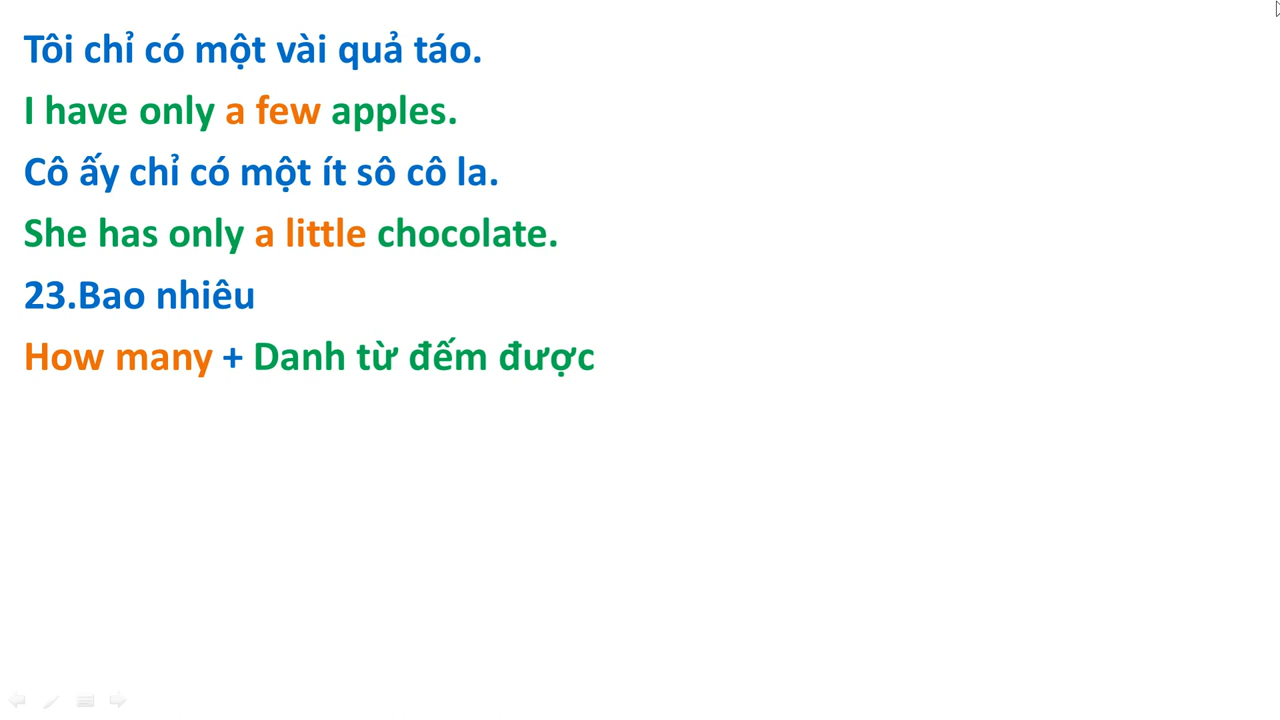 Tôi chỉ có một vài quả táo.
I have only a few apples.
Cô ấy chỉ có một ít sô cô la.
She has only a little chocolate.
23.Bao nhiêu
How many + Danh từ đếm được